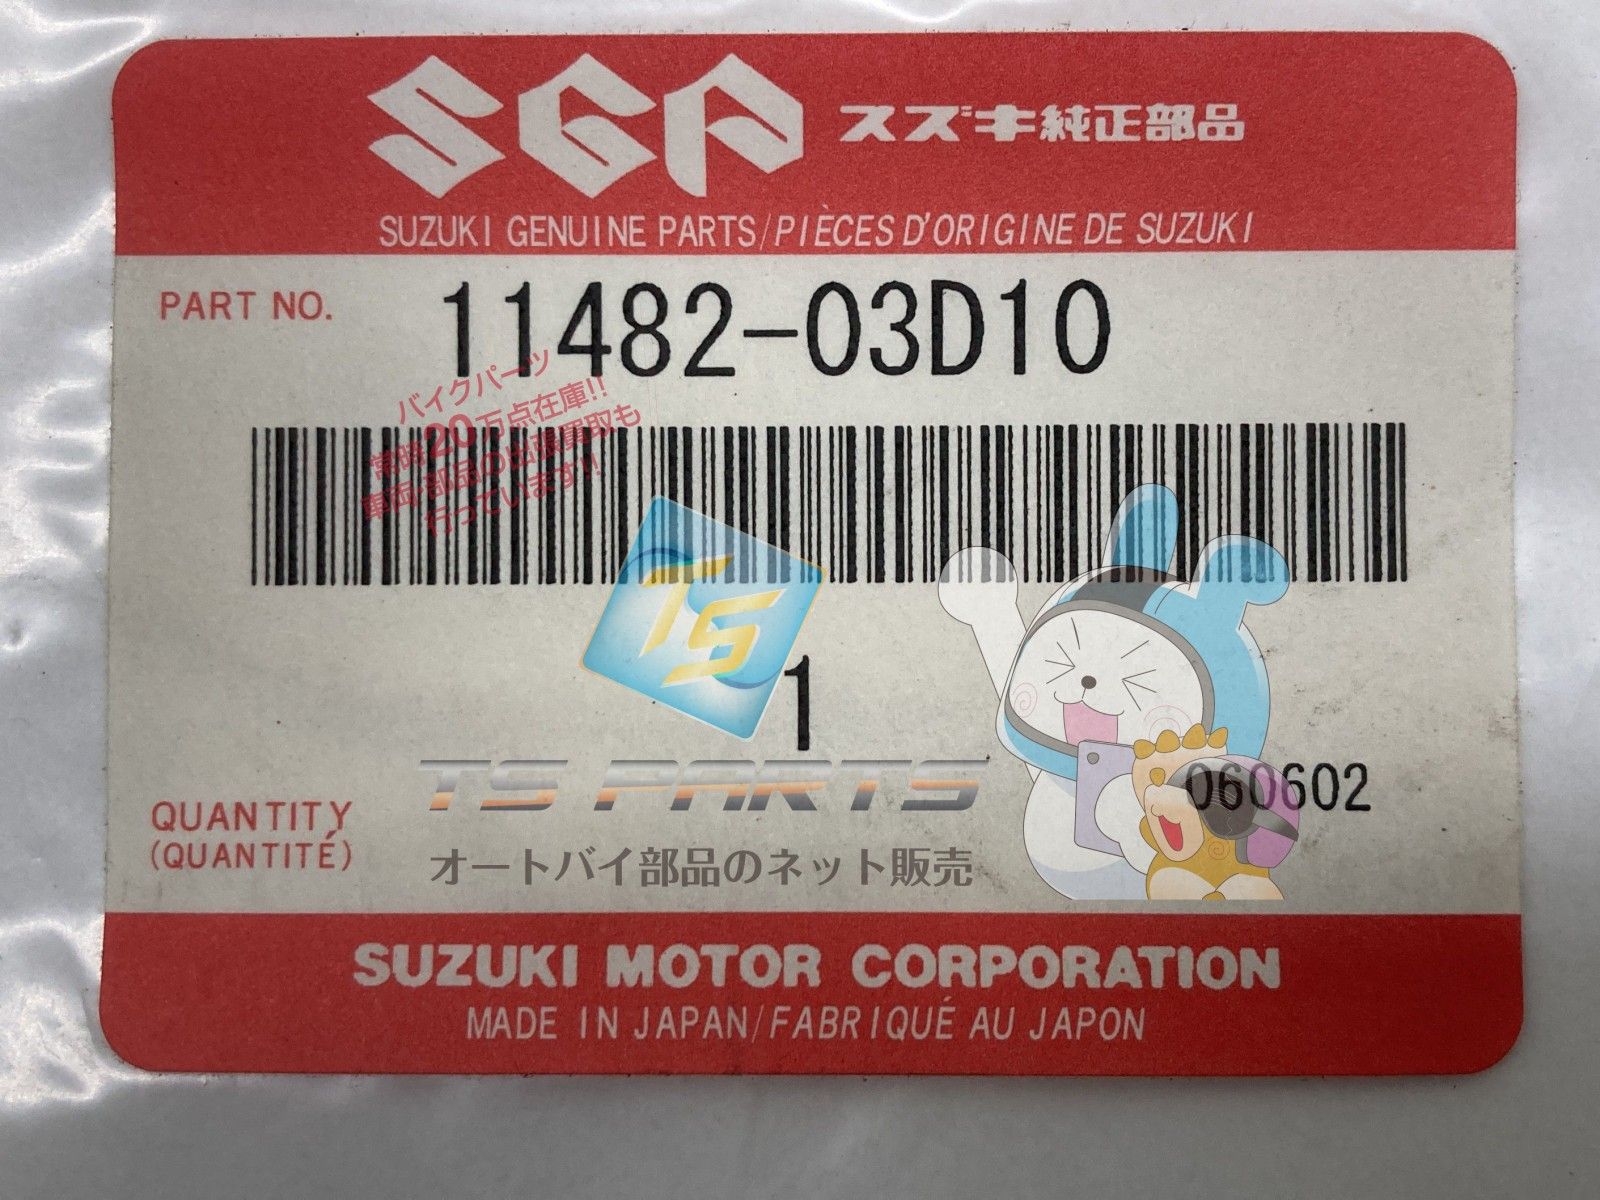 SGP スズキ純正部品
SUZUKI GENUINE PARTS/PIÈCES D'ORIGINE DE SUZUKI
PART NO. 11482-03D10
バイクパーツ
常時20万点在庫!!
車両・部品の出張買取も
行っています!!
TS
1
TS PARTS
060602
QUANTITY
(QUANTITÉ)
オートバイ部品のネット販売
SUZUKI MOTOR CORPORATION
MADE IN JAPAN/FABRIQUÉ AU JAPON